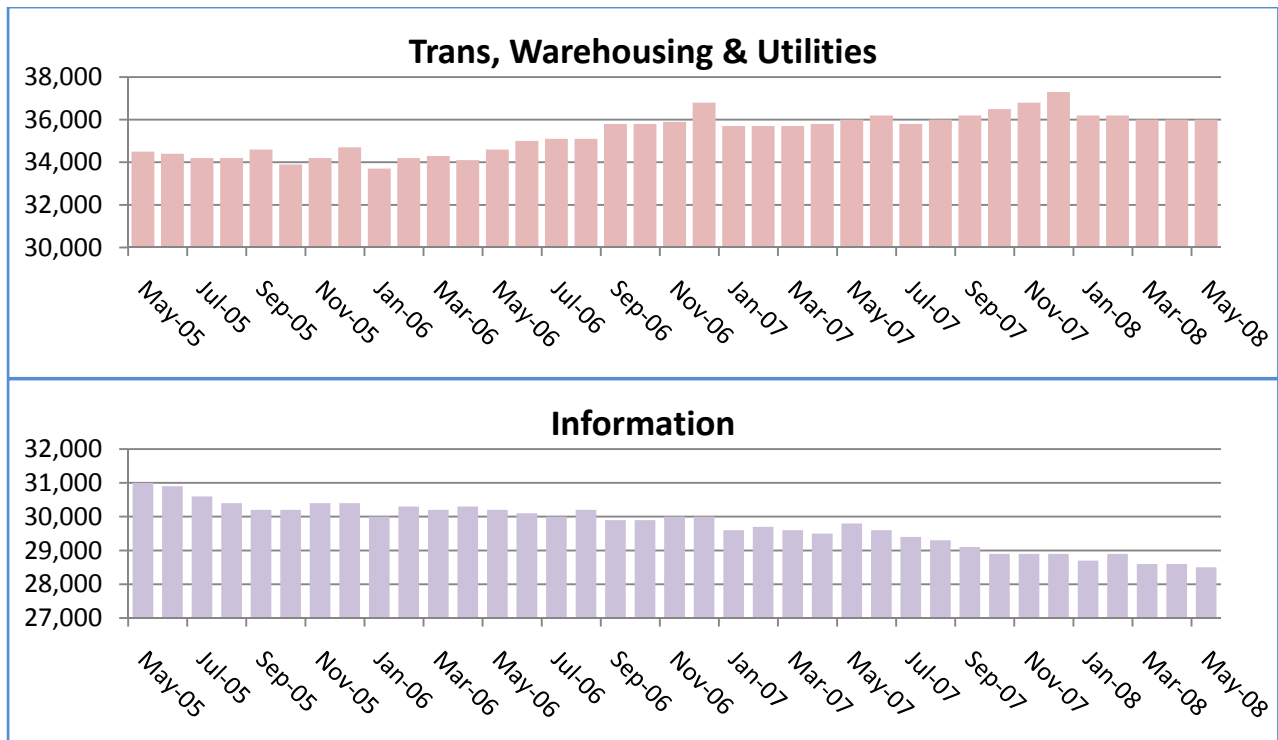 Trans, Warehousing & Utilities
38,000
36,000
34,000
32,000
30,000
May-05 Jul-05 Sep-05 Nov-05 Jan-06 Mar-06 May-06 Jul-06 Sep-06 Nov-06 Jan-07 Mar-07 May-07 Jul-07 Sep-07 Nov-07 Jan-08 Mar-08 May-08
Information
32,000
31,000
30,000
29,000
28,000
27,000
May-05 Jul-05 Sep-05 Nov-05 Jan-06 Mar-06 May-06 Jul-06 Sep-06 Nov-06 Jan-07 Mar-07 May-07 Jul-07 Sep-07 Nov-07 Jan-08 Mar-08 May-08